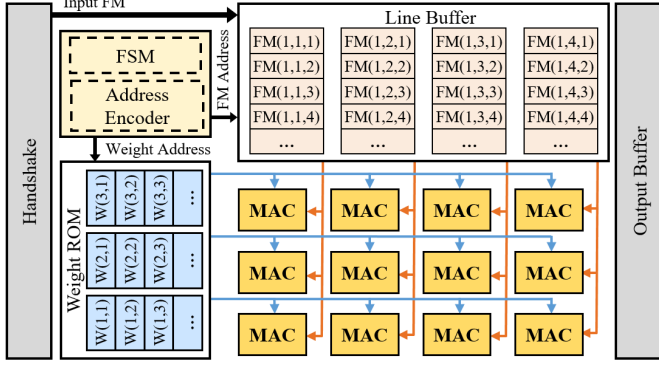 Input FM
Handshake
FSM
Address
Encoder
FM Address
Weight Address
Line Buffer
FM(1,1,1) FM(1,2,1) FM(1,3,1) FM(1,4,1)
FM(1,1,2) FM(1,2,2) FM(1,3,2) FM(1,4,2)
FM(1,1,3) FM(1,2,3) FM(1,3,3) FM(1,4,3)
FM(1,1,4) FM(1,2,4) FM(1,3,4) FM(1,4,4)
... ... ... ...
Weight ROM
W(3,1) W(3,2) W(3,3) ...
W(2,1) W(2,2) W(2,3) ...
W(1,1) W(1,2) W(1,3) ...
MAC MAC MAC MAC
MAC MAC MAC MAC
MAC MAC MAC MAC
Output Buffer